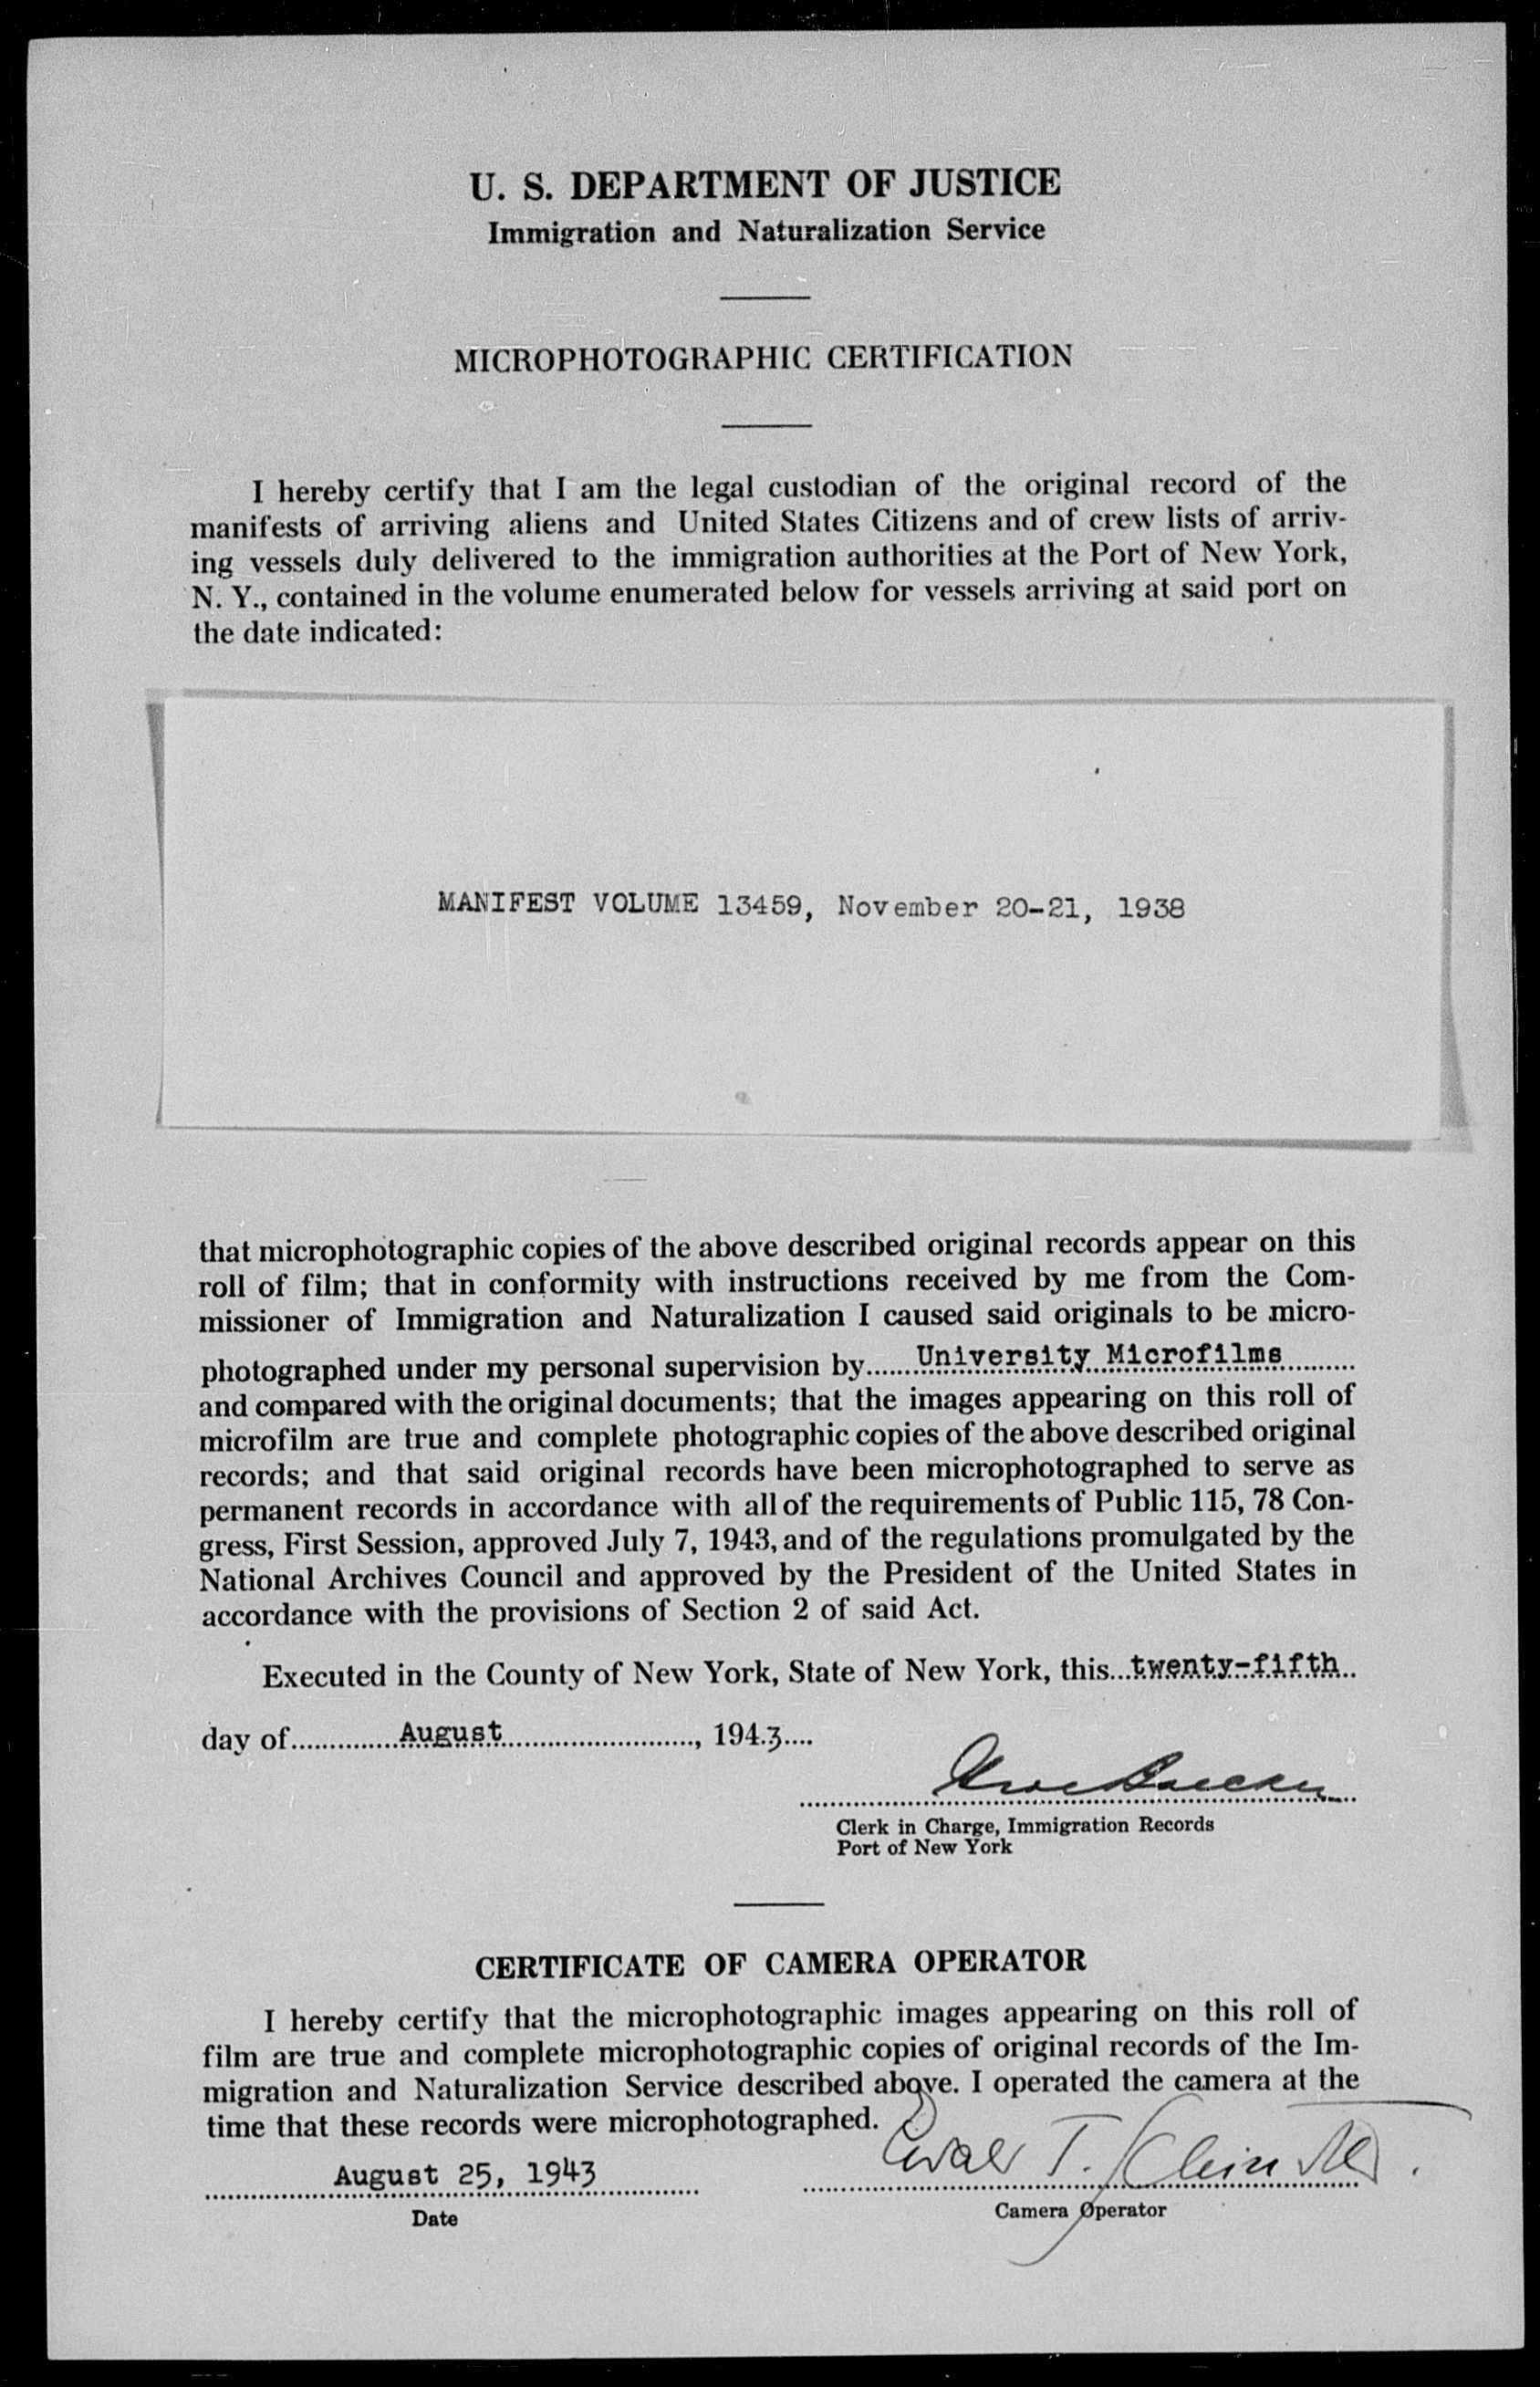 U. S. DEPARTMENT OF JUSTICE
Immigration and Naturalization Service
MICROPHOTOGRAPHIC CERTIFICATION
I hereby certify that I am the legal custodian of the original record of the
manifests of arriving aliens and United States Citizens and of crew lists of arriv-
ing vessels duly delivered to the immigration authorities at the Port of New York,
N. Y., contained in the volume enumerated below for vessels arriving at said port on
the date indicated:
MANIFEST VOLUME 13459, November 20-21, 1938
that microphotographic copies of the above described original records appear on this
roll of film; that in conformity with instructions received by me from the Com-
missioner of Immigration and Naturalization I caused said originals to be micro-
photographed under my personal supervision by......University Microfilms..........
and compared with the original documents; that the images appearing on this roll of
microfilm are true and complete photographic copies of the above described original
records; and that said original records have been microphotographed to serve as
permanent records in accordance with all of the requirements of Public 115, 78 Con-
gress, First Session, approved July 7, 1943, and of the regulations promulgated by the
National Archives Council and approved by the President of the United States in
accordance with the provisions of Section 2 of said Act.
Executed in the County of New York, State of New York, this...twenty-fifth..
day of..............August.........................., 194.3....
Clerk in Charge, Immigration Records
Port of New York
CERTIFICATE OF CAMERA OPERATOR
I hereby certify that the microphotographic images appearing on this roll of
film are true and complete microphotographic copies of original records of the Im-
migration and Naturalization Service described above. I operated the camera at the
time that these records were microphotographed.
August 25, 1943
T.
Date
Camera Operator